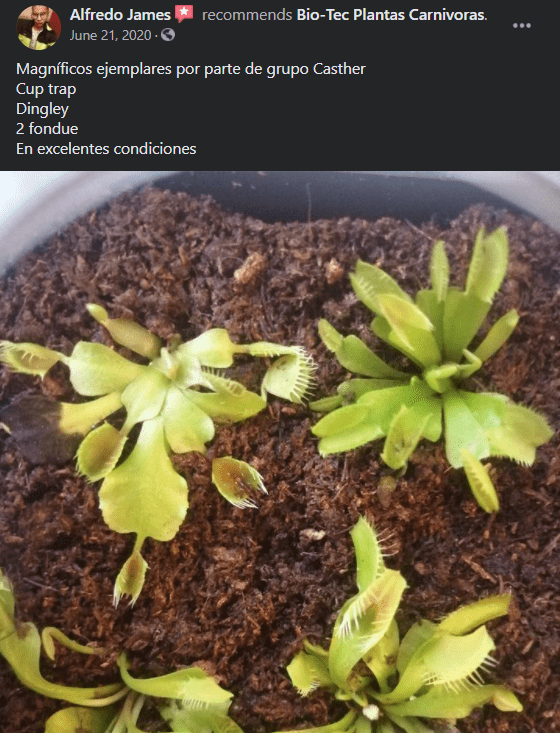 Alfredo James recommends Bio-Tec Plantas Carnivoras.
June 21, 2020 ·
Magníficos ejemplares por parte de grupo Casther
Cup trap
Dingley
2 fondue
En excelentes condiciones